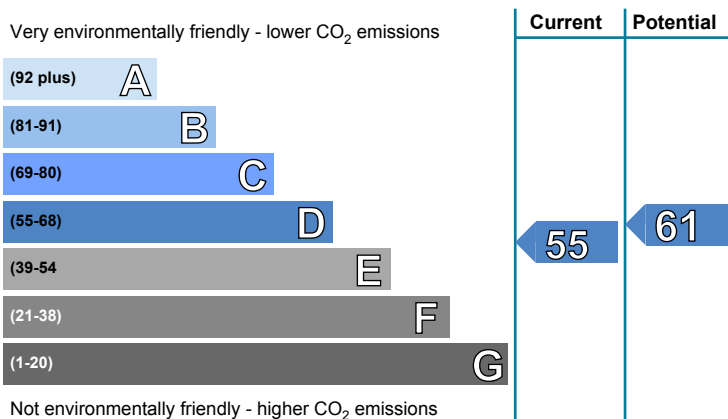 Current Potential
Very environmentally friendly - lower CO2 emissions
(92 plus) A
(81-91) B
(69-80) C
(55-68) D
55
61
(39-54 E
(21-38) F
(1-20) G
Not environmentally friendly - higher CO2 emissions